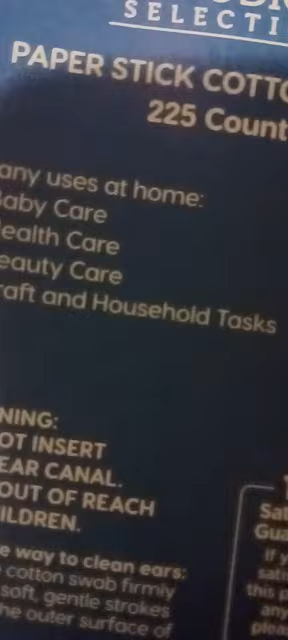 SELECTI
PAPER STICK COTTO
225 Count
any uses at home:
aby Care
ealth Care
eauty Care
raft and Household Tasks
NING:
OT INSERT
EAR CANAL.
OUT OF REACH
ILDREN.
e way to clean ears:
cotton swab firmly
soft, gentle strokes
he outer surface of
Sat
Gua
If y
sati
this p
any
plea